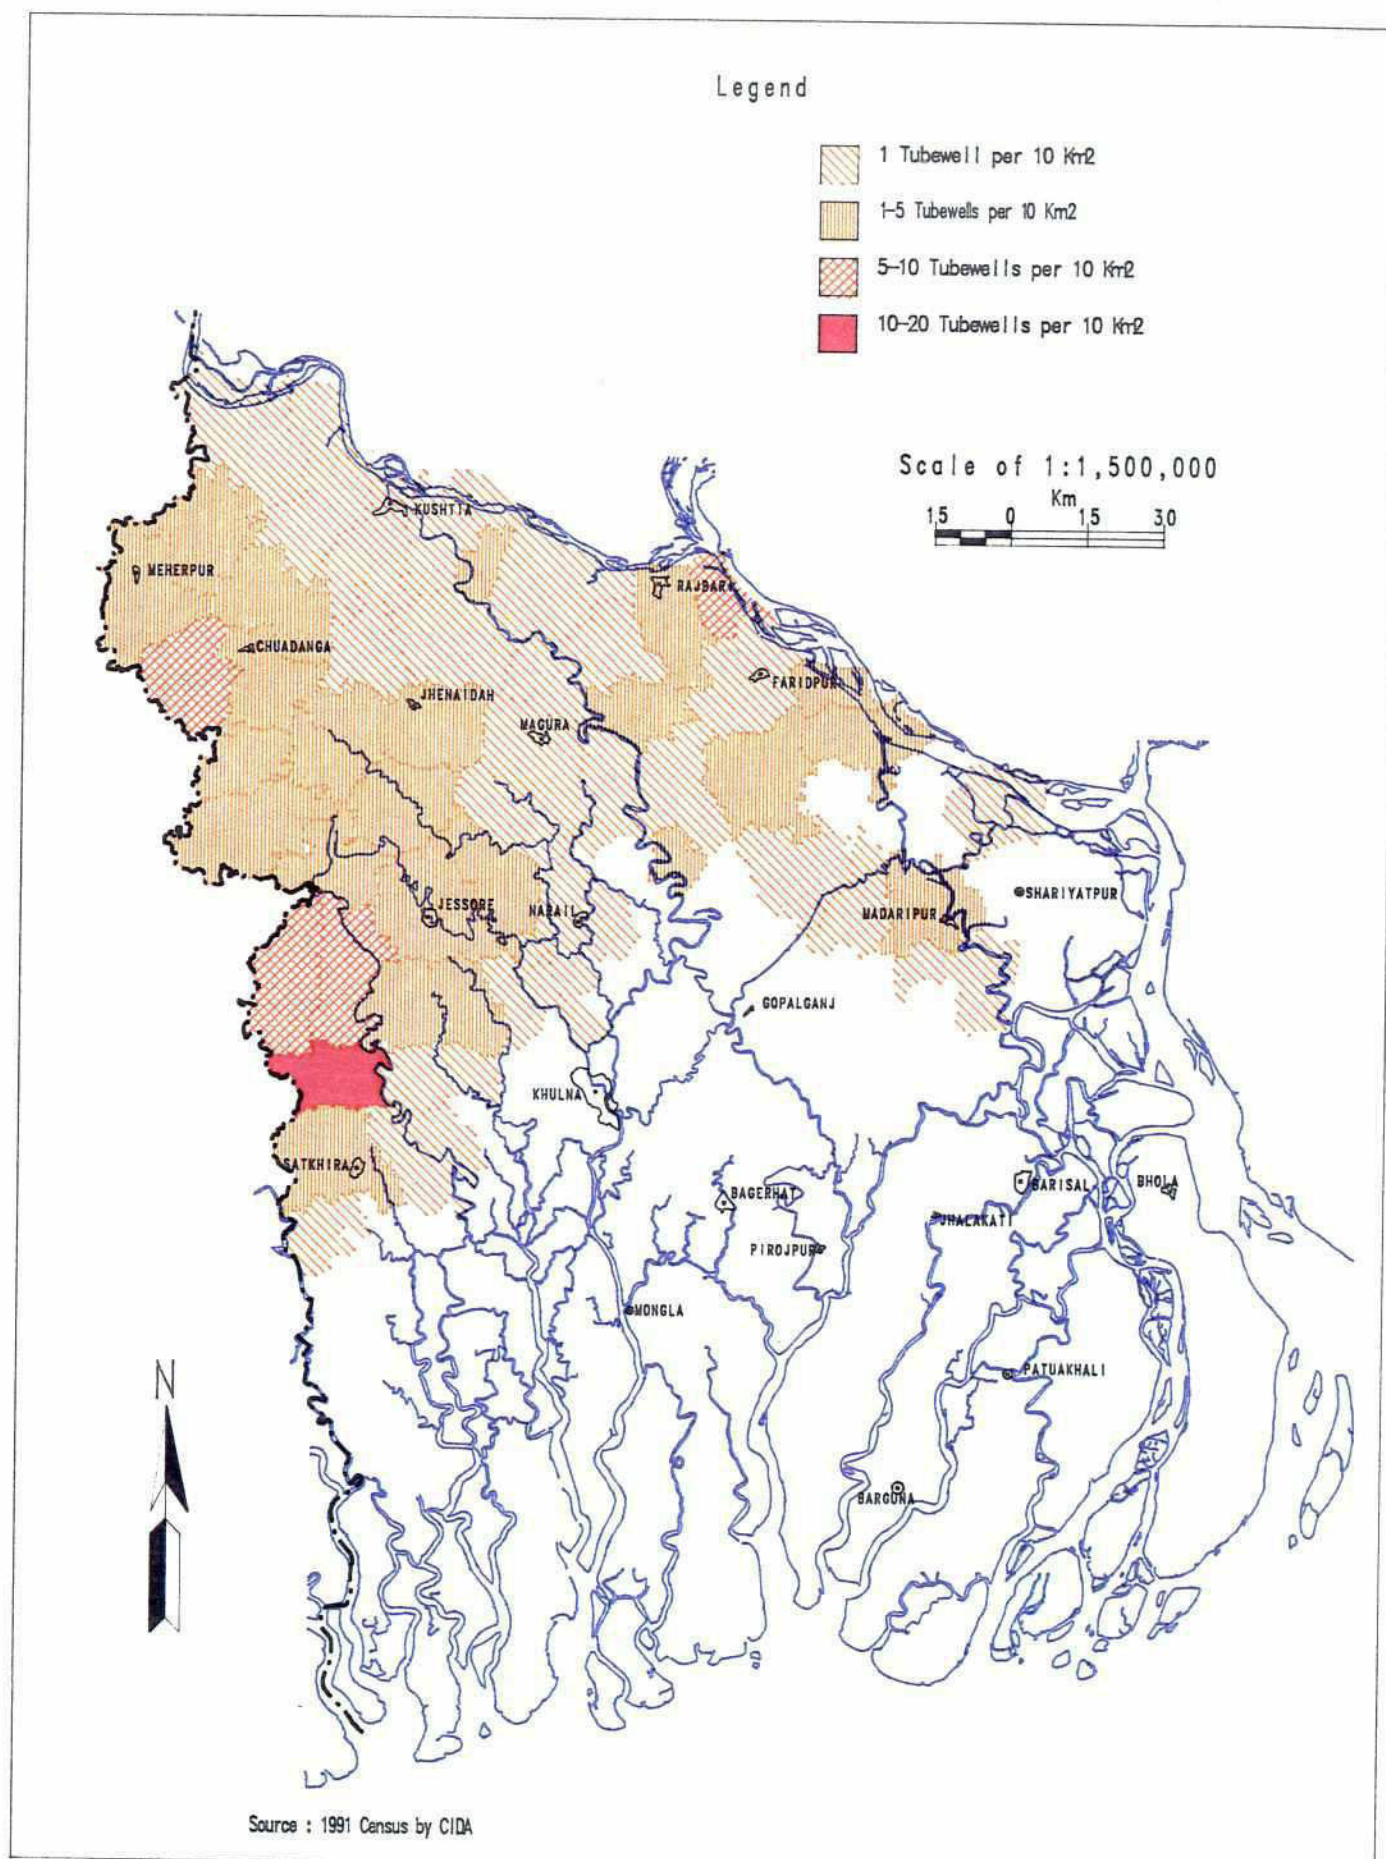 Legend
1 Tubewell per 10 Km2
1-5 Tubewells per 10 Km2
5-10 Tubewells per 10 Km2
10-20 Tubewells per 10 Km2
Scale of 1:1,500,000
Km
15 0 15 30
KUSHTIA
MEHERPUR
RAJBARI
CHUADANGA
FARIDPUR
JHENAIDAH
MAGURA
SHARIYATPUR
JESSORE
NARAIL
MADARIPUR
GOPALGANJ
KHULNA
SATKHIRA
BAGERHAT
BARISAL
BHOLA
JHALAKATI
PIROJPUR
MONGLA
PATUAKHALI
N
BARGUNA
Source : 1991 Census by CIDA